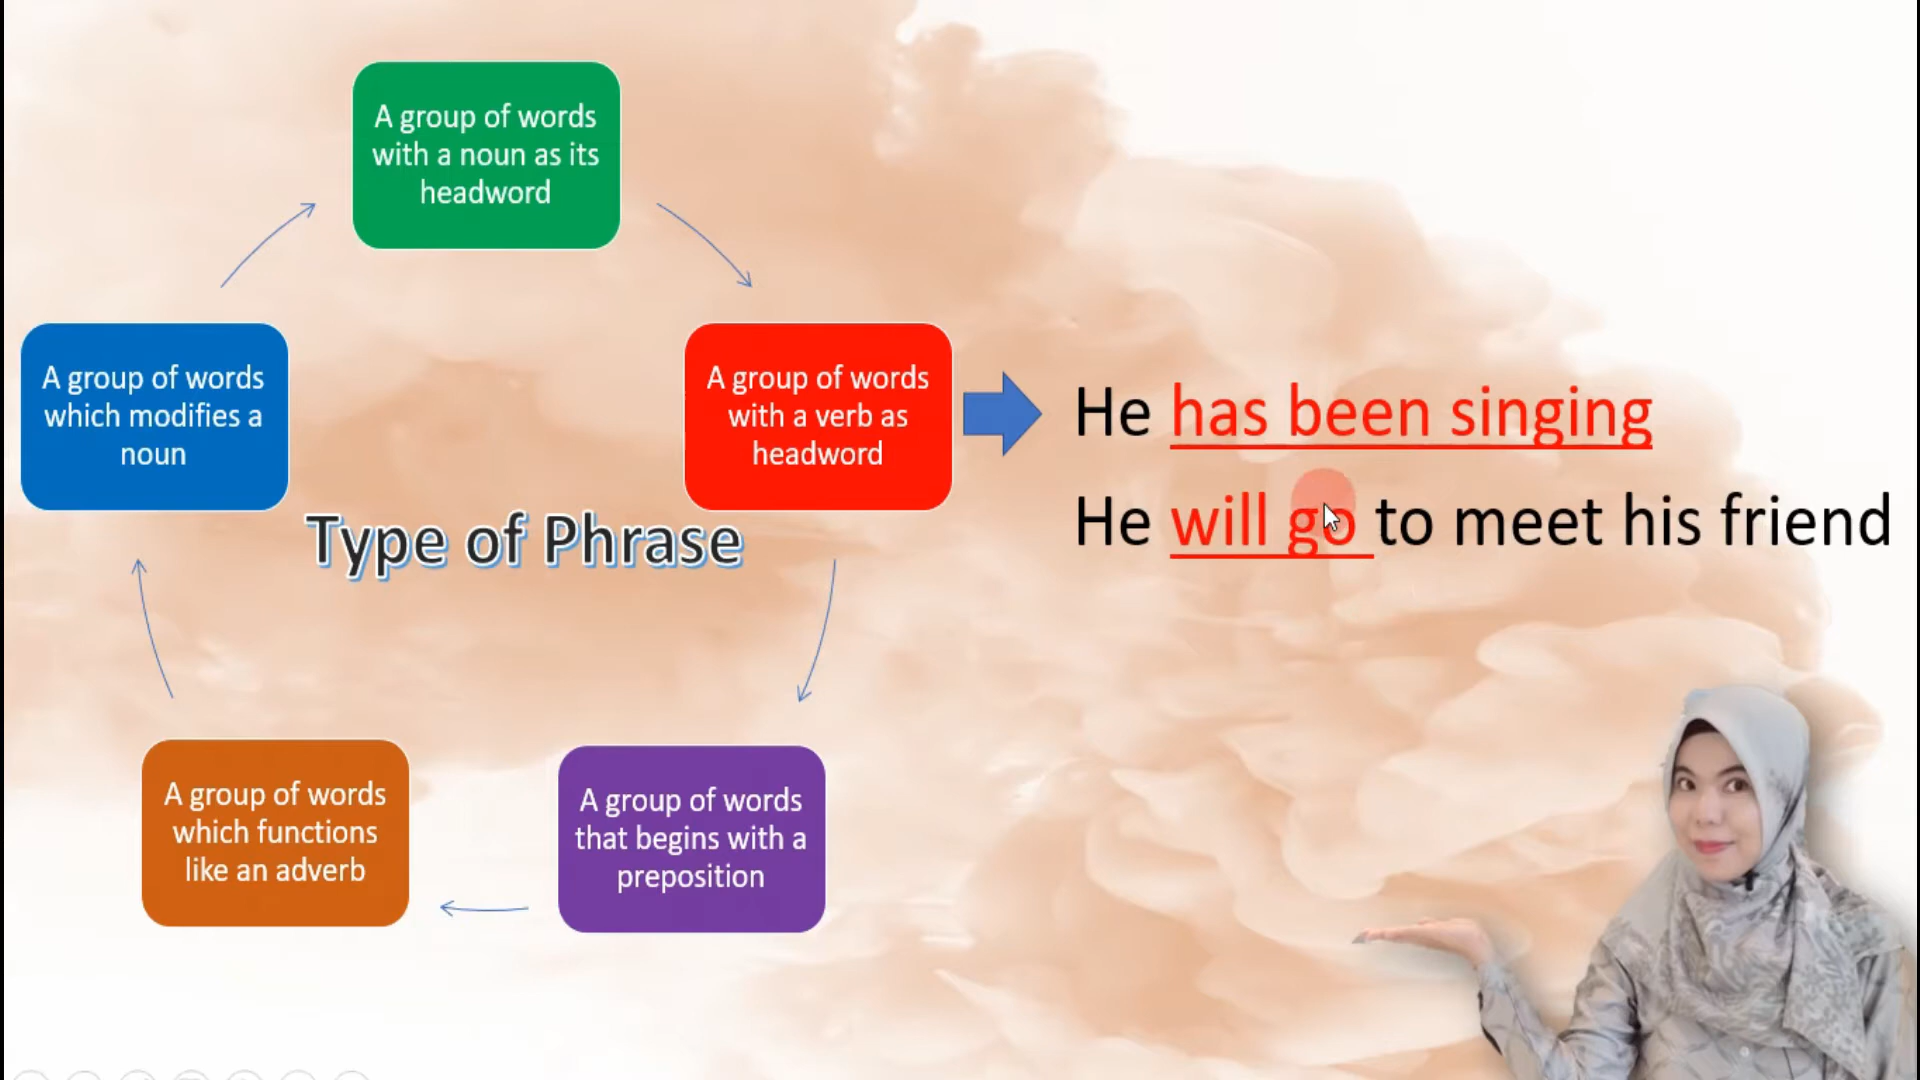 A group of words
with a noun as its
headword
A group of words
which modifies a
noun
A group of words
with a verb as
headword
He has been singing
He will go to meet his friend
Type of Phrase
A group of words
which functions
like an adverb
A group of words
that begins with a
preposition